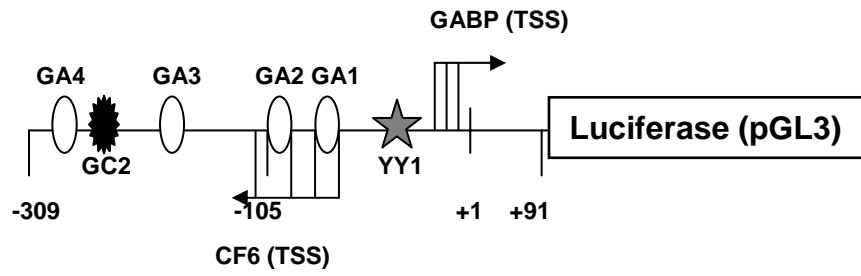 GABP (TSS)
GA4 GA3 GA2 GA1
Luciferase (pGL3)
GC2 YY1
-309 -105 +1 +91
CF6 (TSS)